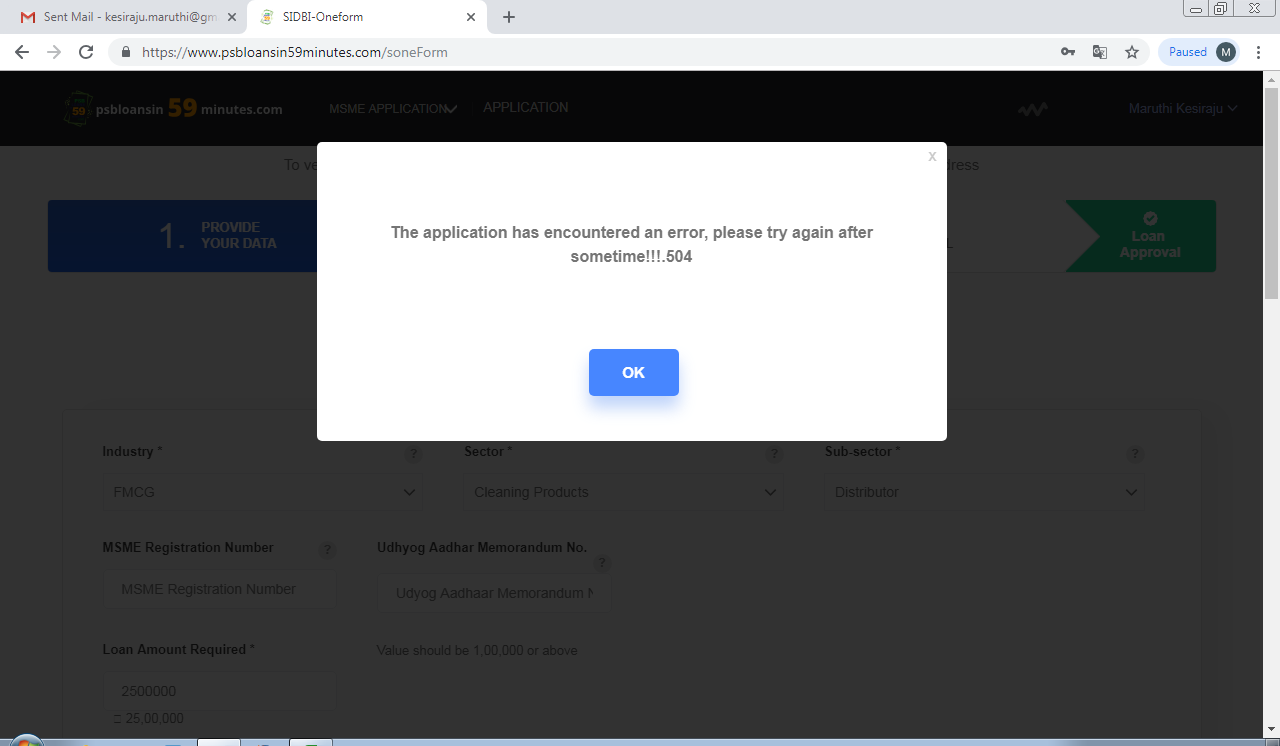 Sent Mail - kesiraju.maruthi@gm
SIDBI-Oneform
https://www.psbloansin59minutes.com/soneForm
Paused M
59 psbloansin 59 minutes.com
MSME APPLICATION
APPLICATION
Maruthi Kesiraju
To ve
dress
1. PROVIDE
YOUR DATA
Loan
Approval
X
The application has encountered an error, please try again after
sometime!!!.504
OK
Industry * ?
Sector * ?
Sub-sector * ?
FMCG
Cleaning Products
Distributor
MSME Registration Number ?
Udhyog Aadhar Memorandum No. ?
MSME Registration Number
Udyog Aadhaar Memorandum N
Loan Amount Required *
Value should be 1,00,000 or above
2500000
25,00,000